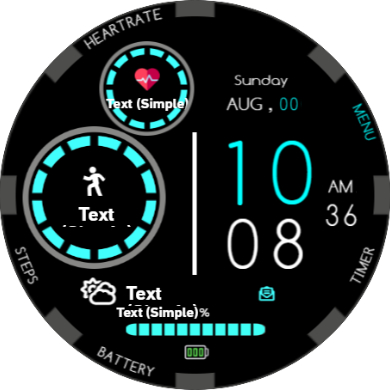 HEARTRATE
Text (Simple)
Sunday
AUG , 00
MENU
10
AM
36
08
Text
STEPS
TIMER
Text
Text (Simple)%
BATTERY